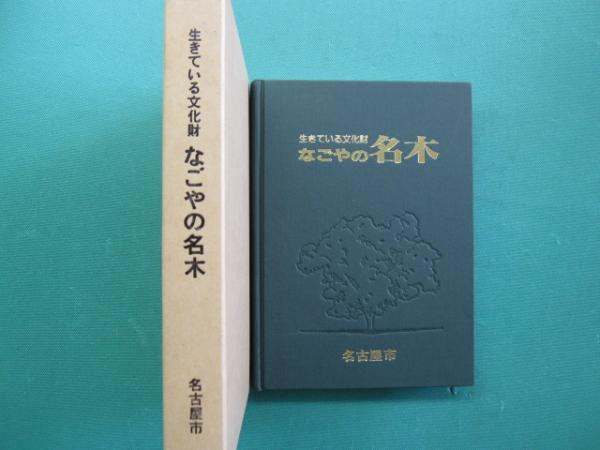 生きている文化財 なごやの名木 名古屋市
生きている文化財
なごやの名木
名古屋市